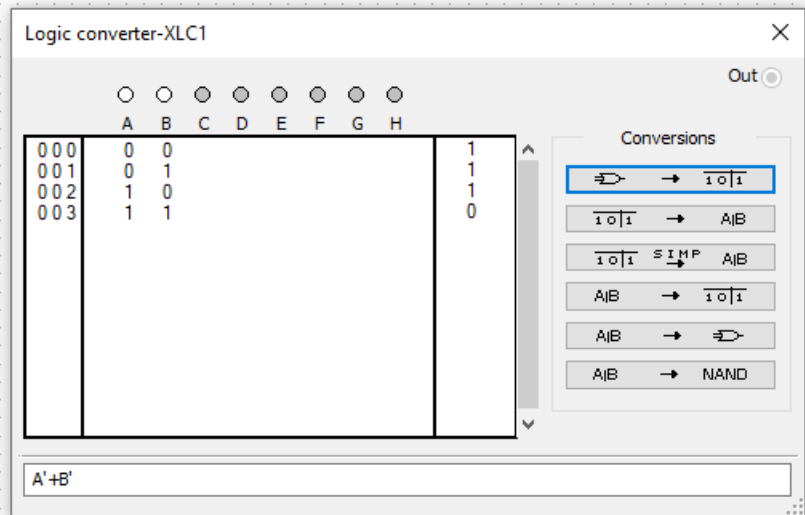 Logic converter-XLC1
Out
A B C D E F G H
000 0 0 1
001 0 1 1
002 1 0 1
003 1 1 0
Conversions
→ 1 0 1
1 0 1 → A|B
1 0 1 SIMP → A|B
A|B → 1 0 1
A|B →
A|B → NAND
A'+B'